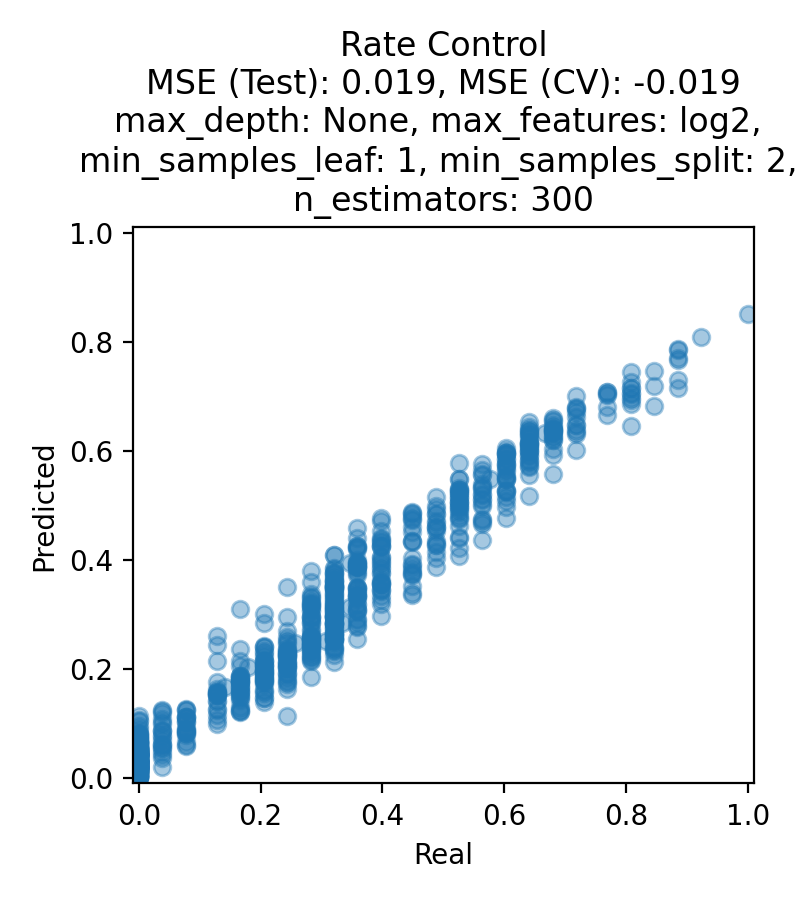 Rate Control
MSE (Test): 0.019, MSE (CV): -0.019
max_depth: None, max_features: log2,
min_samples_leaf: 1, min_samples_split: 2,
n_estimators: 300
1.0
0.8
0.6
0.4
0.2
0.0
Predicted
0.0 0.2 0.4 0.6 0.8 1.0
Real